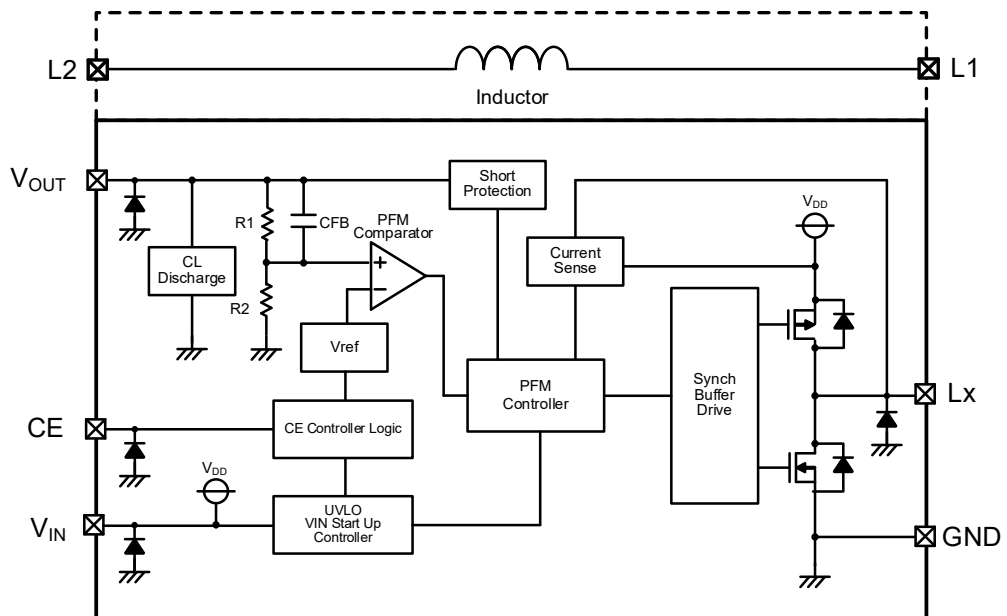 L2
L1
Inductor
VOUT
Short
Protection
VDD
R1
CFB
PFM
Comparator
CL
Discharge
Current
Sense
+
−
R2
Vref
PFM
Controller
Synch
Buffer
Drive
Lx
CE
CE Controller Logic
VDD
VIN
UVLO
VIN Start Up
Controller
GND